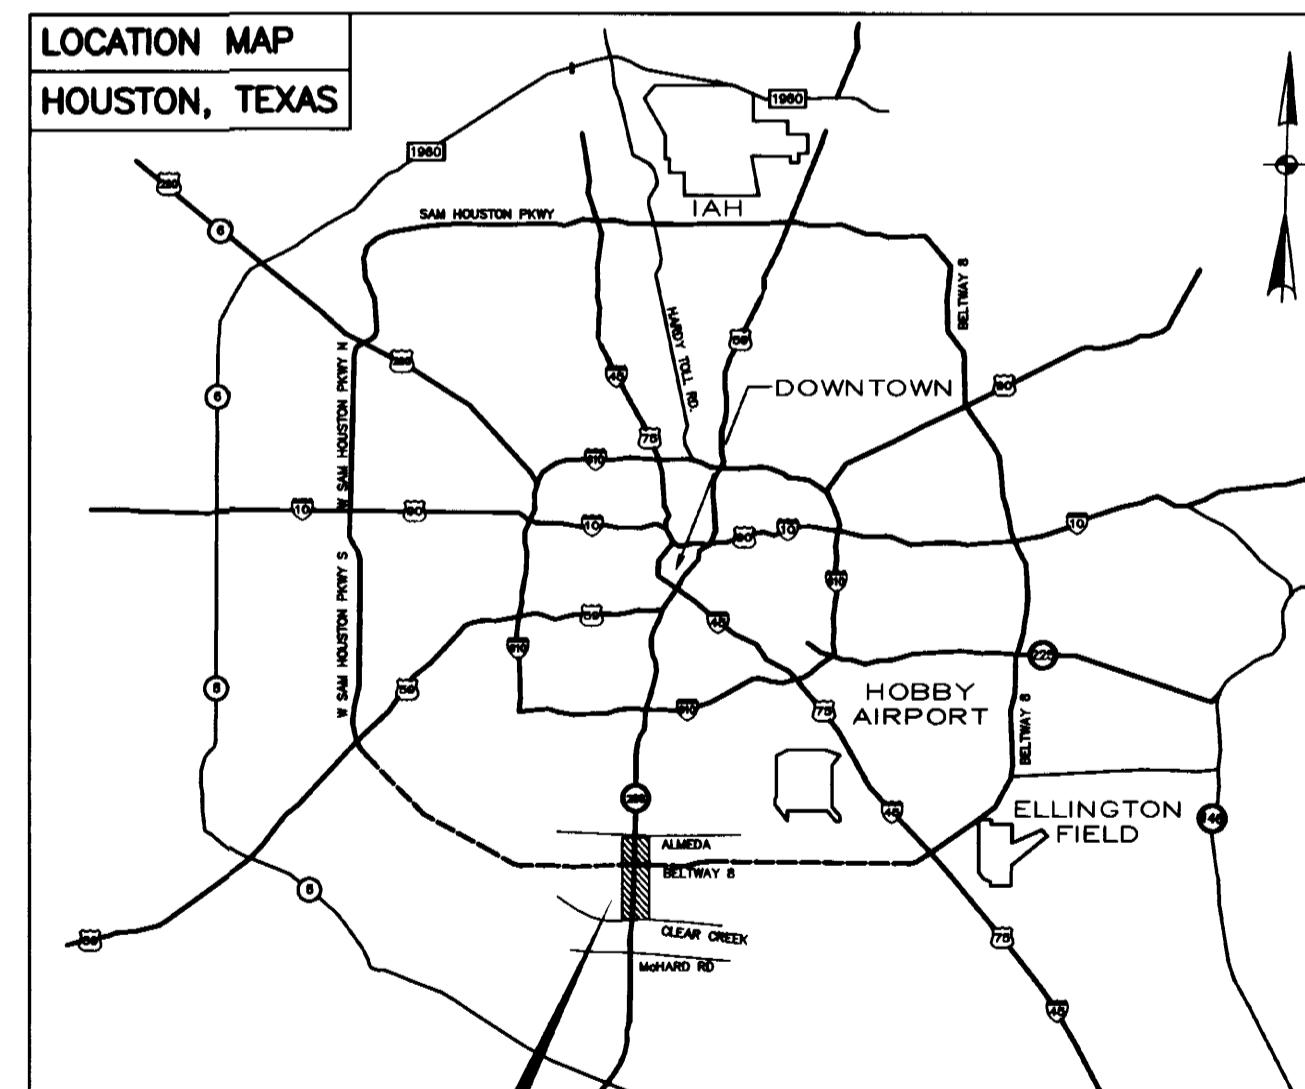 LOCATION MAP
HOUSTON, TEXAS
1960
1960
290
6
IAH
SAM HOUSTON PKWY
BELTWAY 8
HARDY TOLL RD.
59
W SAM HOUSTON PKWY N
290
45
90
6
DOWNTOWN
75
610
10
90
10
90
10
10
610
W SAM HOUSTON PKWY S
59
45
610
225
6
59
HOBBY
AIRPORT
610
75
BELTWAY 8
288
45
ELLINGTON
FIELD
146
ALMEDA
BELTWAY 8
6
CLEAR CREEK
59
75
McHARD RD
45